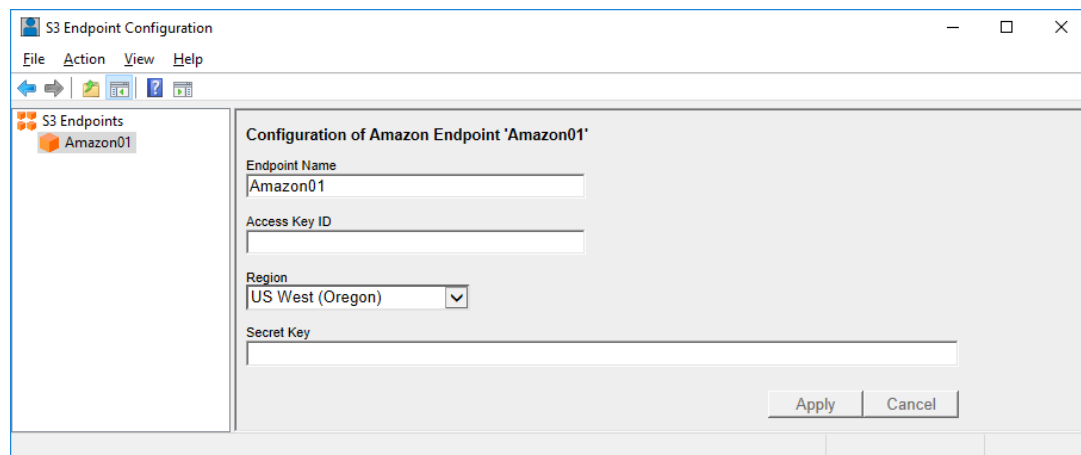 S3 Endpoint Configuration
File Action View Help
S3 Endpoints
Amazon01
Configuration of Amazon Endpoint 'Amazon01'
Endpoint Name
Amazon01
Access Key ID
Region
US West (Oregon)
Secret Key
Apply Cancel